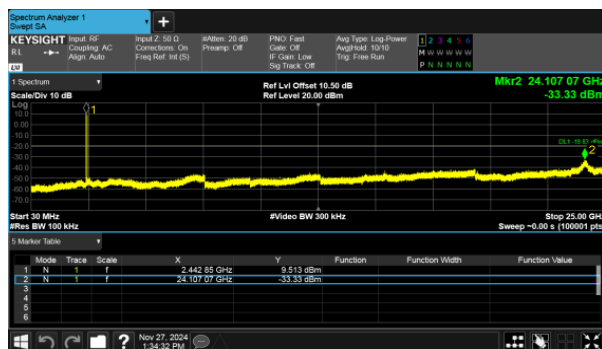 Spectrum Analyzer 1
Swept SA
KEYSIGHT
RL
Input: RF
Coupling: AC
Align: Auto
Input Z: 50 Ω
Corrections: On
Freq Ref: Int (S)
#Atten: 20 dB
Preamp: Off
PNO: Fast
Gate: Off
IF Gain: Low
Sig Track: Off
Avg Type: Log-Power
Avg|Hold: 10/10
Trig: Free Run
1 2 3 4 5 6
M W W W W W
P N N N N N
1 Spectrum
Scale/Div 10 dB
Ref Lvl Offset 10.50 dB
Ref Level 20.00 dBm
Mkr2 24.107 07 GHz
-33.33 dBm
Log
10.0
0.00
-10.0
-20.0
-30.0
-40.0
-50.0
-60.0
-70.0
1
2
Start 30 MHz
#Res BW 100 kHz
#Video BW 300 kHz
Stop 25.00 GHz
Sweep ~0.00 s (100001 pts)
5 Marker Table
Mode Trace Scale X Y Function Function Width Function Value
1 N 1 f 2.442 85 GHz 9.513 dBm
2 N 1 f 24.107 07 GHz -33.33 dBm
3
4
5
6
Nov 27, 2024
1:34:32 PM